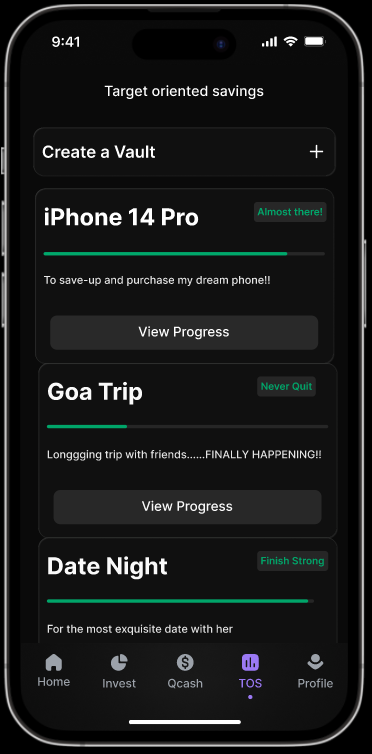 9:41
Target oriented savings
Create a Vault +
iPhone 14 Pro
Almost there!
To save-up and purchase my dream phone!!
View Progress
Goa Trip
Never Quit
Longgging trip with friends......FINALLY HAPPENING!!
View Progress
Date Night
Finish Strong
For the most exquisite date with her
Home Invest Qcash TOS Profile